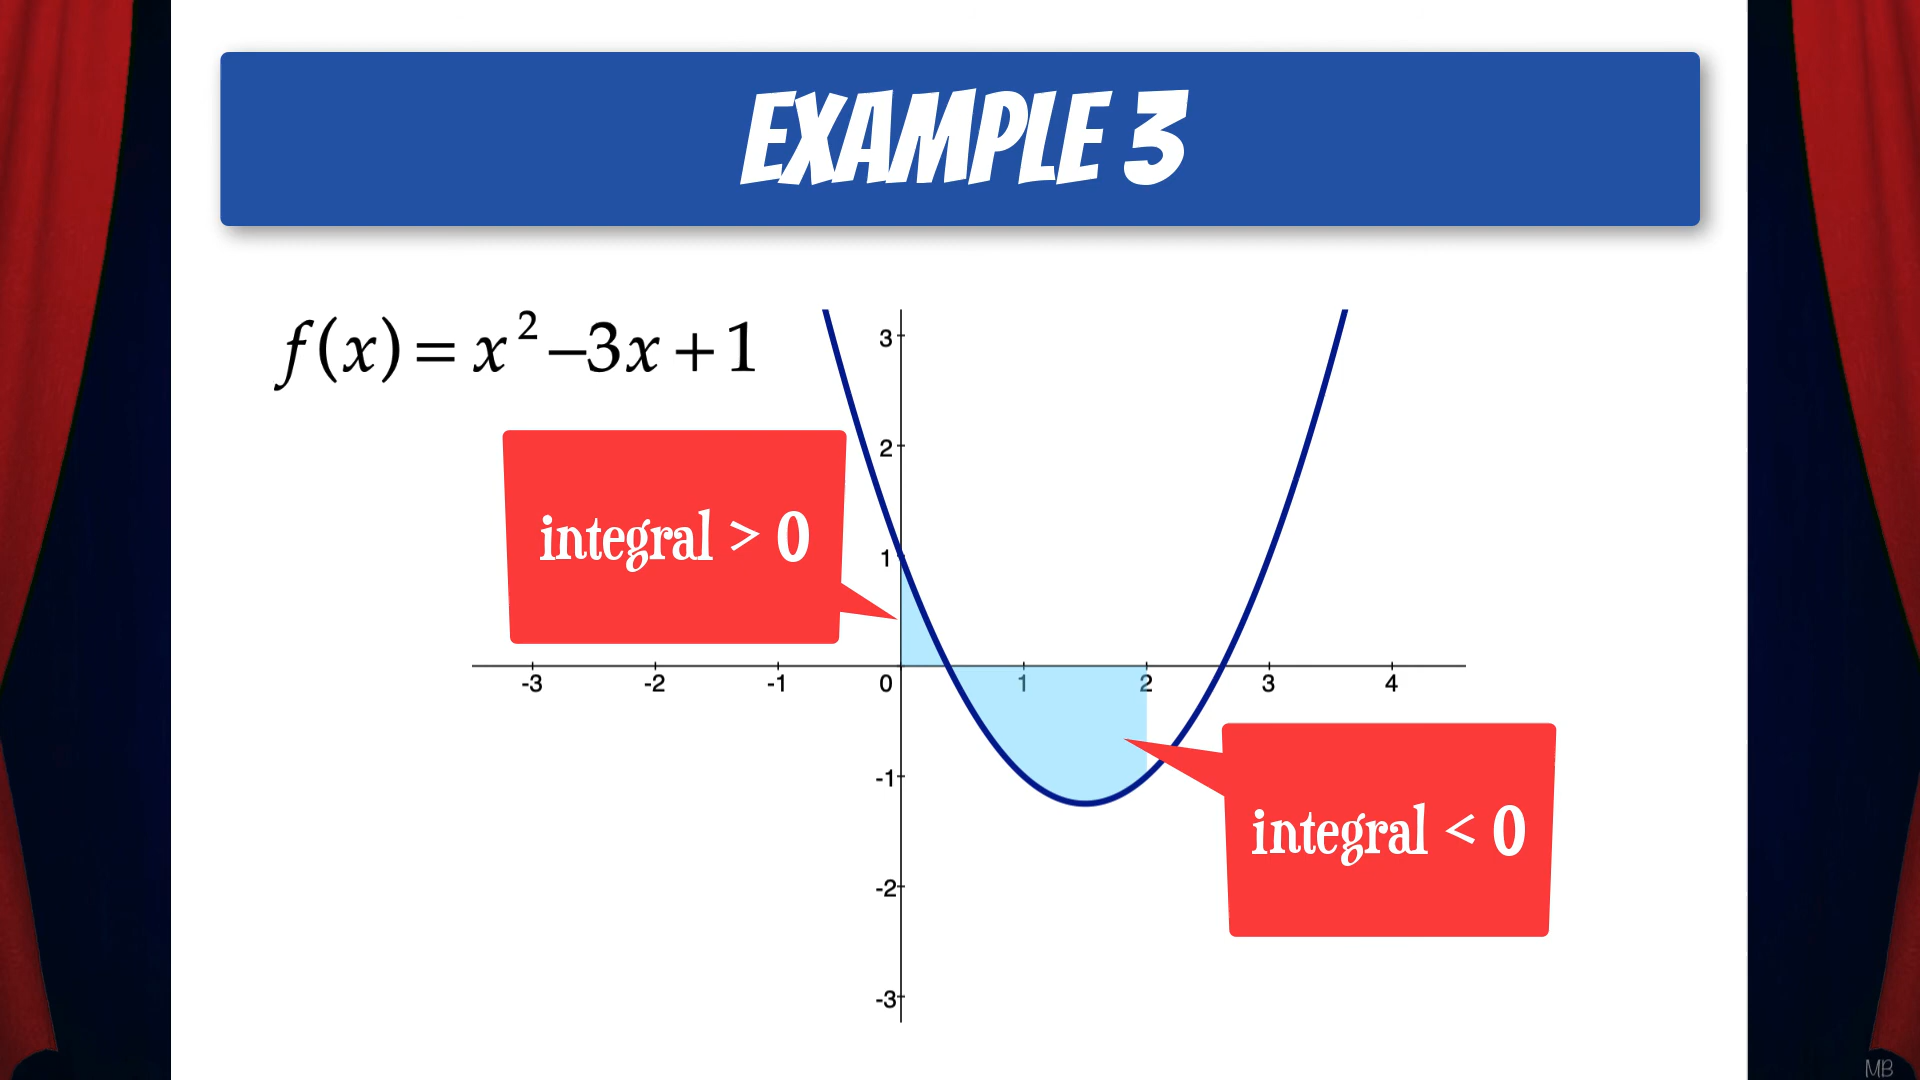 EXAMPLE 3
f(x) = x² –3x + 1
3
2
integral > 0
1
-3 -2 -1 0 1 2 3 4
-1
integral < 0
-2
-3
MB